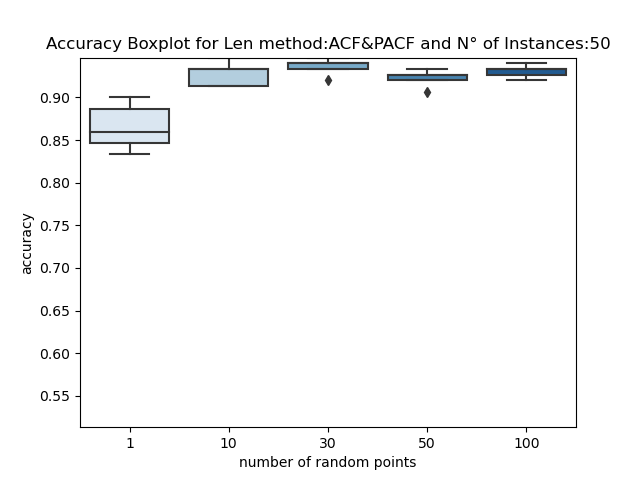 Accuracy Boxplot for Len method:ACF&PACF and N° of Instances:50
0.90
0.85
0.80
0.75
0.70
0.65
0.60
0.55
accuracy
1 10 30 50 100
number of random points